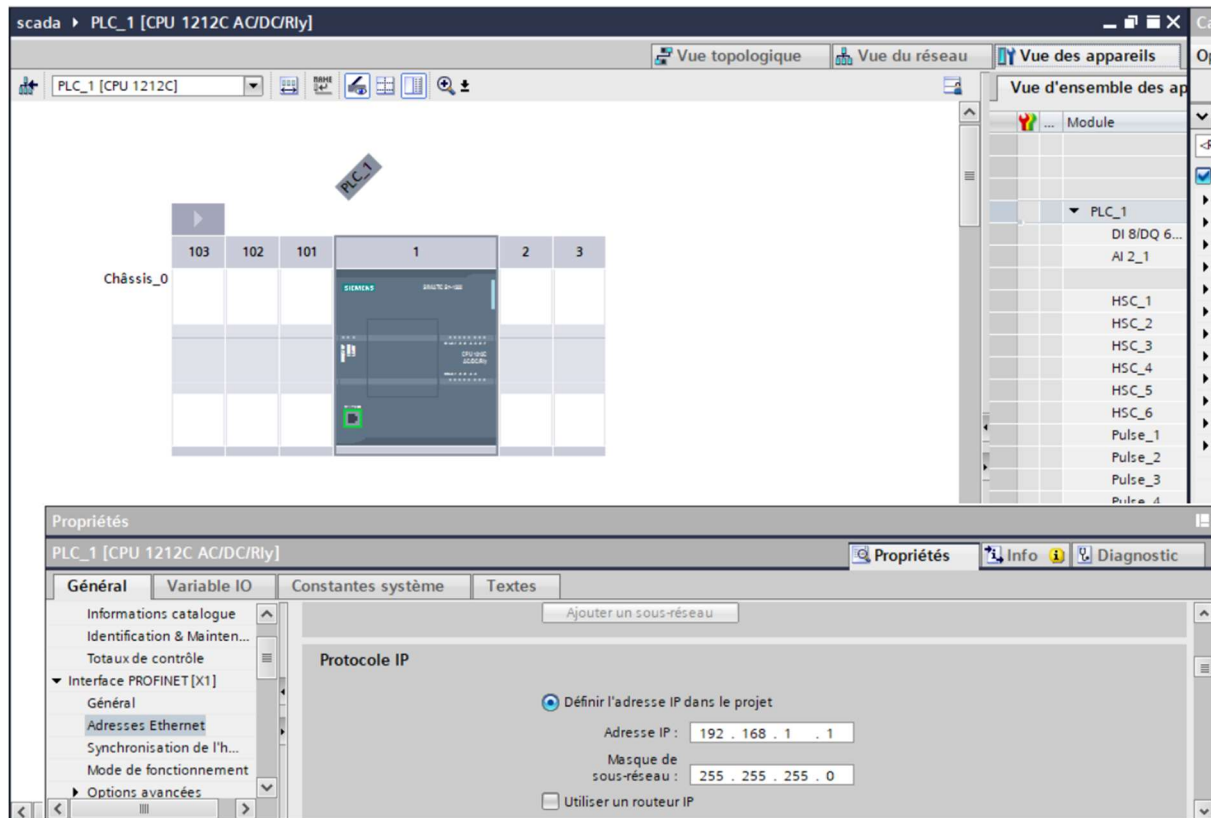 scada ▸ PLC_1 [CPU 1212C AC/DC/Rly]
Vue topologique
Vue du réseau
Vue des appareils
PLC_1 [CPU 1212C]
Vue d'ensemble des ap
... Module
PLC_1
PLC_1
DI 8/DQ 6...
AI 2_1
HSC_1
HSC_2
HSC_3
HSC_4
HSC_5
HSC_6
Pulse_1
Pulse_2
Pulse_3
Pulse_4
103 102 101 1 2 3
Châssis_0
SIEMENS
Propriétés
PLC_1 [CPU 1212C AC/DC/Rly]
Propriétés
Info
Diagnostic
Général
Variable IO
Constantes système
Textes
Informations catalogue
Identification & Mainten...
Totaux de contrôle
Interface PROFINET [X1]
Général
Adresses Ethernet
Synchronisation de l'h...
Mode de fonctionnement
Options avancées
Ajouter un sous-réseau
Protocole IP
Définir l'adresse IP dans le projet
Adresse IP : 192 . 168 . 1 . 1
Masque de
sous-réseau : 255 . 255 . 255 . 0
Utiliser un routeur IP